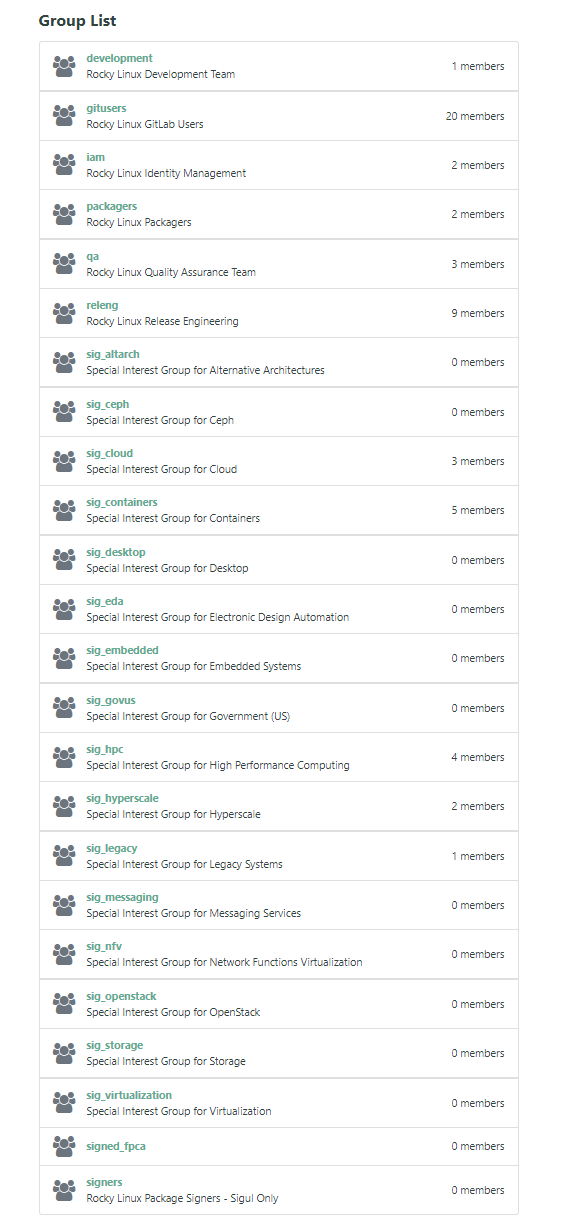 Group List
development
Rocky Linux Development Team
1 members
gitusers
Rocky Linux GitLab Users
20 members
iam
Rocky Linux Identity Management
2 members
packagers
Rocky Linux Packagers
2 members
qa
Rocky Linux Quality Assurance Team
3 members
releng
Rocky Linux Release Engineering
9 members
sig_altarch
Special Interest Group for Alternative Architectures
0 members
sig_ceph
Special Interest Group for Ceph
0 members
sig_cloud
Special Interest Group for Cloud
3 members
sig_containers
Special Interest Group for Containers
5 members
sig_desktop
Special Interest Group for Desktop
0 members
sig_eda
Special Interest Group for Electronic Design Automation
0 members
sig_embedded
Special Interest Group for Embedded Systems
0 members
sig_govus
Special Interest Group for Government (US)
0 members
sig_hpc
Special Interest Group for High Performance Computing
4 members
sig_hyperscale
Special Interest Group for Hyperscale
2 members
sig_legacy
Special Interest Group for Legacy Systems
1 members
sig_messaging
Special Interest Group for Messaging Services
0 members
sig_nfv
Special Interest Group for Network Functions Virtualization
0 members
sig_openstack
Special Interest Group for OpenStack
0 members
sig_storage
Special Interest Group for Storage
0 members
sig_virtualization
Special Interest Group for Virtualization
0 members
signed_fpca
0 members
signers
Rocky Linux Package Signers - Sigul Only
0 members